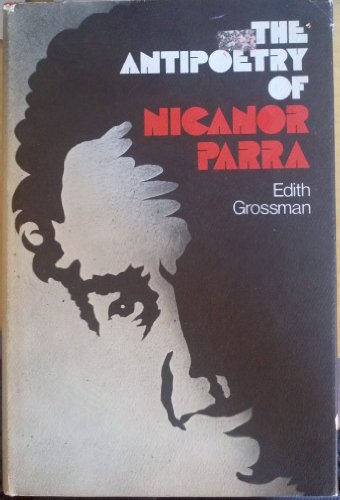 THE
ANTIPOETRY
OF
NICANOR
PARRA
Edith
Grossman